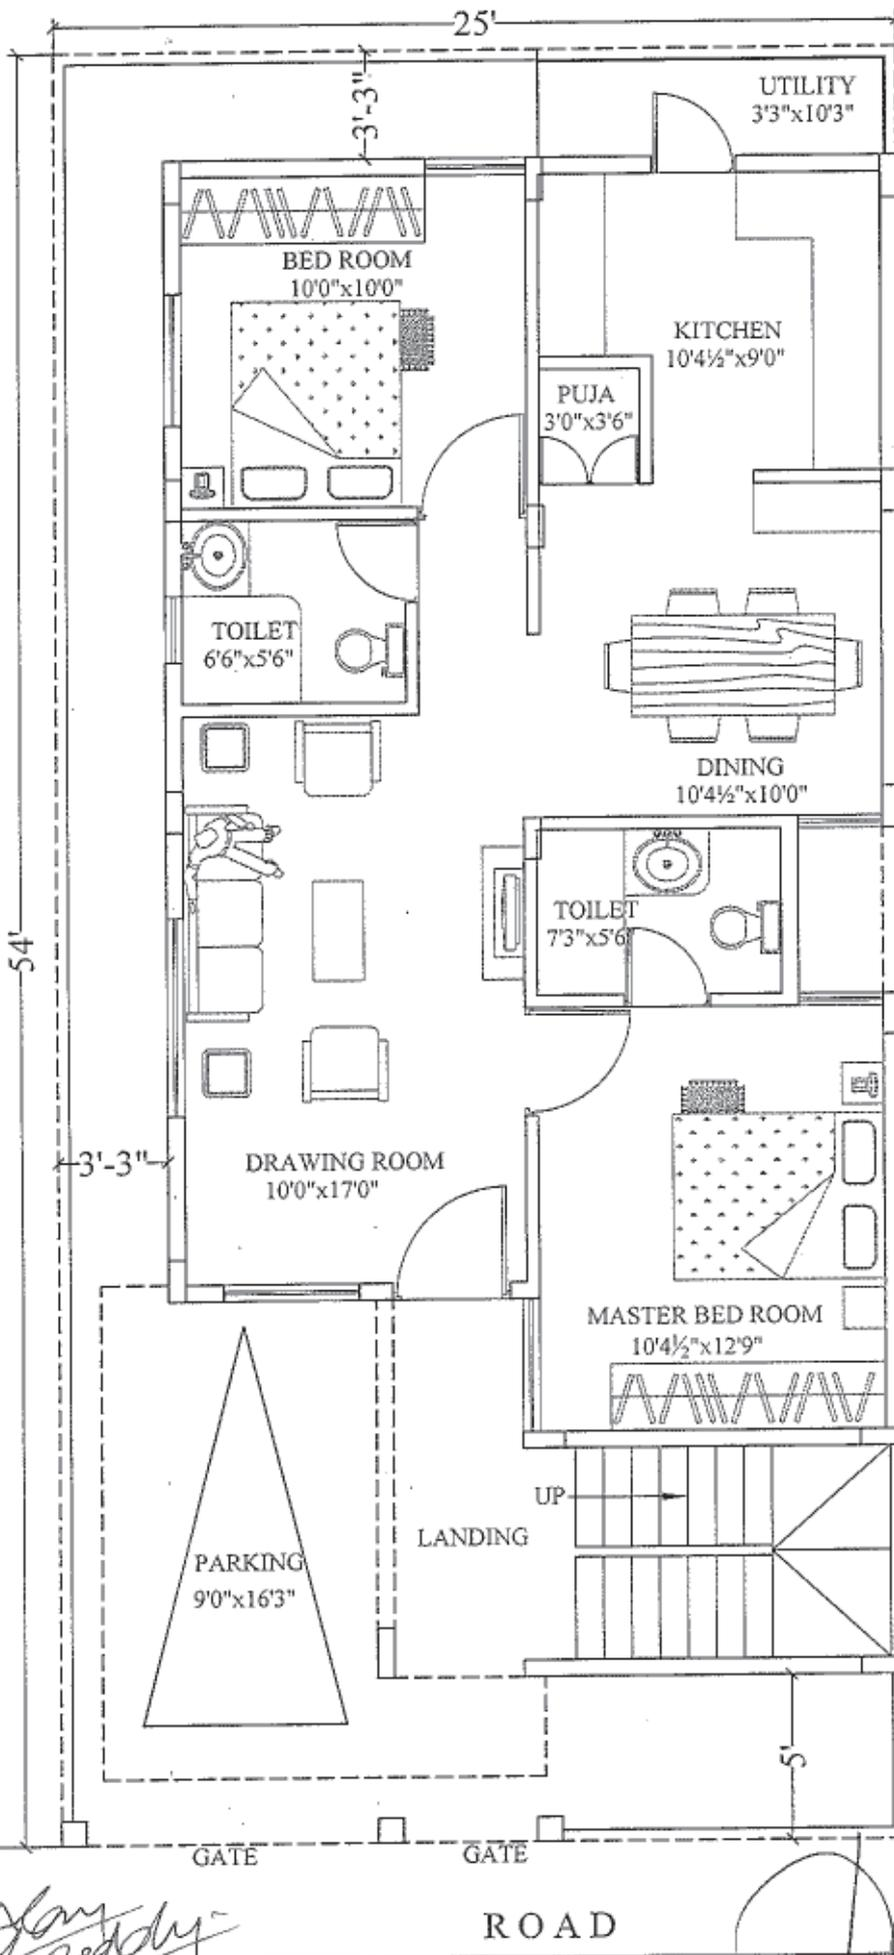 25'
3'-3"
UTILITY
3'3"x10'3"
BED ROOM
10'0"x10'0"
KITCHEN
10'4½"x9'0"
PUJA
3'0"x3'6"
TOILET
6'6"x5'6"
DINING
10'4½"x10'0"
54'
TOILET
7'3"x5'6
3'-3"
DRAWING ROOM
10'0"x17'0"
MASTER BED ROOM
10'4½"x12'9"
UP
LANDING
PARKING
9'0"x16'3"
5'
GATE
GATE
ROAD